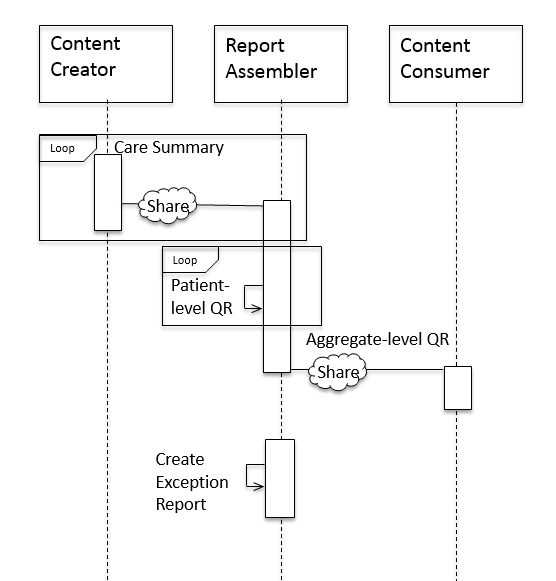 Content
Creator
Report
Assembler
Content
Consumer
Loop
Care Summary
Share
Loop
Patient-
level QR
Aggregate-level QR
Share
Create
Exception
Report